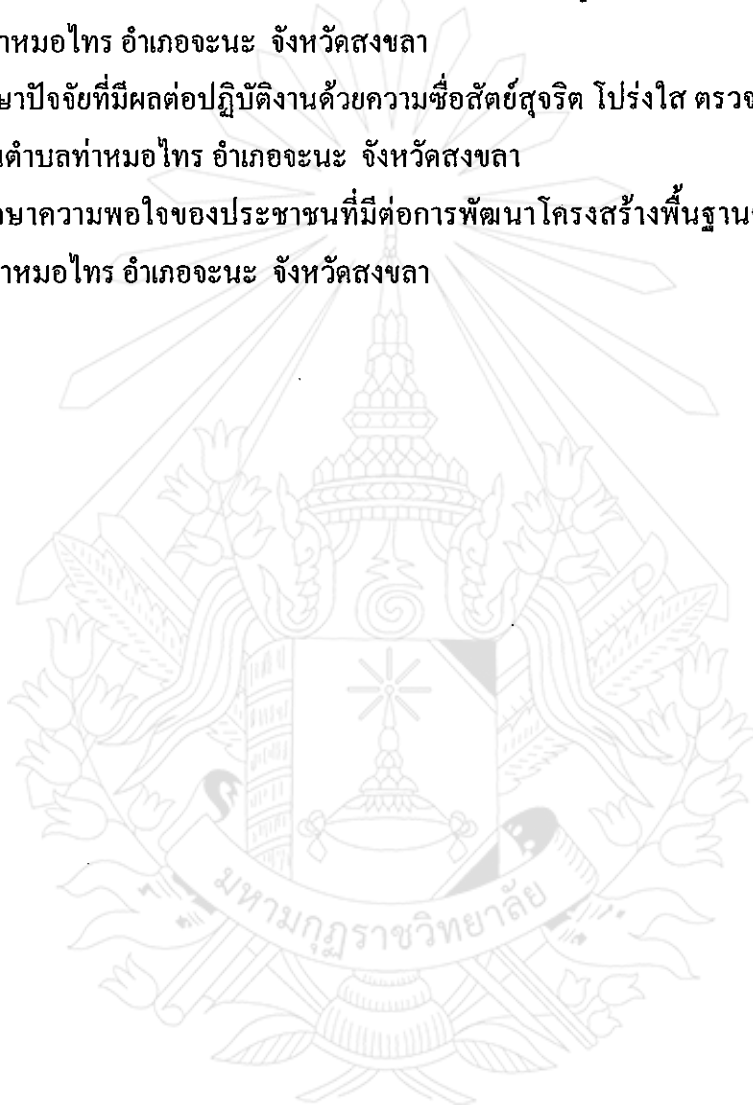 าหมอไทร อำเภอจะนะ จังหวัดสงขลา
ษาปัจจัยที่มีผลต่อปฏิบัติงานด้วยความซื่อสัตย์สุจริต โปร่งใส ตรวจ
นตำบลท่าหมอไทร อำเภอจะนะ จังหวัดสงขลา
กษาความพอใจของประชาชนที่มีต่อการพัฒนาโครงสร้างพื้นฐาน
าหมอไทร อำเภอจะนะ จังหวัดสงขลา
มหามกุฏราชวิทยาลัย